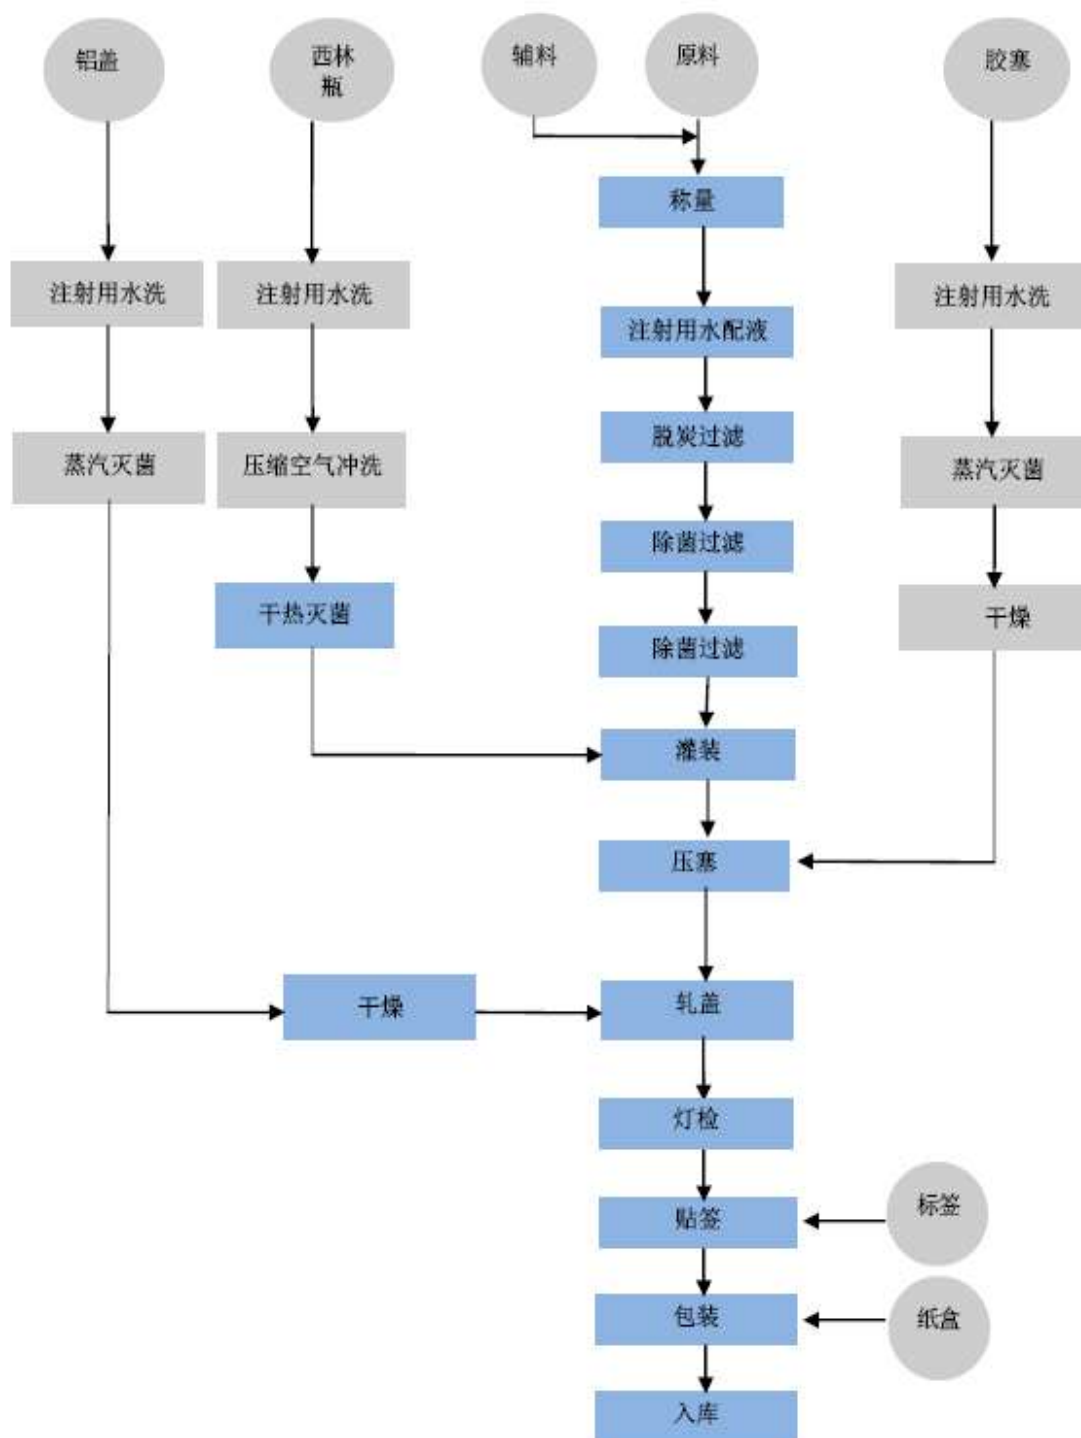 铝盖
西林
瓶
辅料
原料
胶塞
称量
注射用水洗
注射用水洗
注射用水配液
注射用水洗
脱炭过滤
蒸汽灭菌
压缩空气冲洗
蒸汽灭菌
除菌过滤
干热灭菌
干燥
除菌过滤
灌装
压塞
干燥
轧盖
灯检
贴签
标签
包装
纸盒
入库